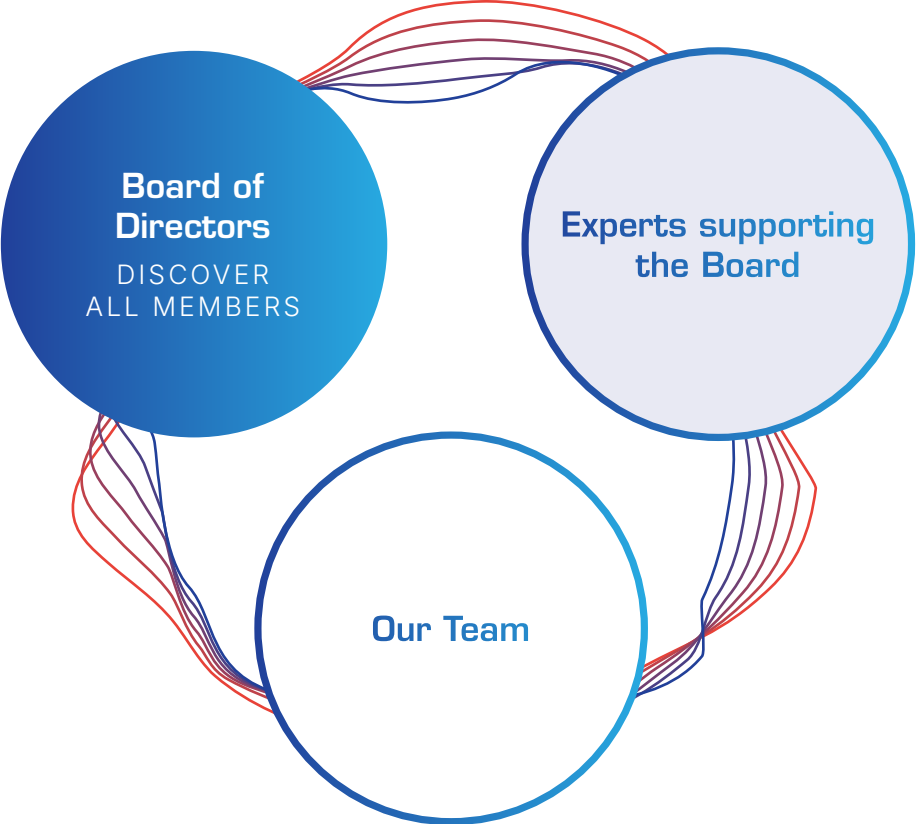 Board of
Directors
DISCOVER
ALL MEMBERS
Experts supporting
the Board
Our Team